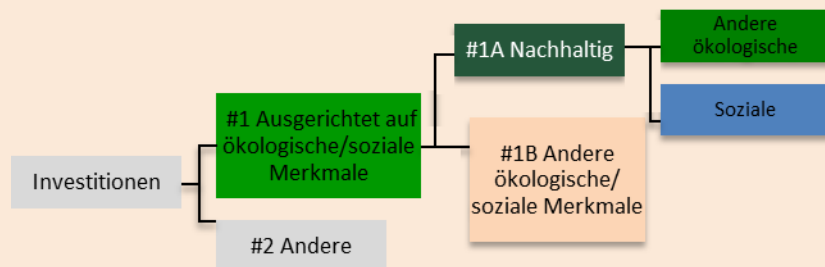 Investitionen
#1 Ausgerichtet auf
ökologische/soziale
Merkmale
#2 Andere
#1A Nachhaltig
#1B Andere
ökologische/
soziale Merkmale
Andere
ökologische
Soziale